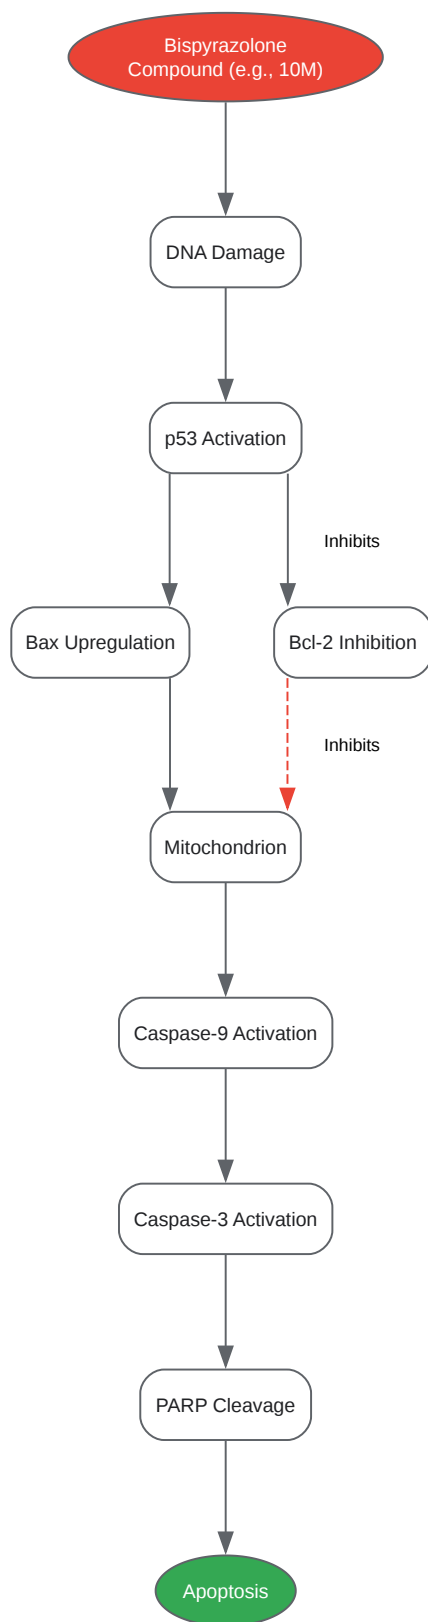 Bispyrazolone
Compound (e.g., 10M)
DNA Damage
p53 Activation
Inhibits
Bax Upregulation
Bcl-2 Inhibition
Inhibits
Mitochondrion
Caspase-9 Activation
Caspase-3 Activation
PARP Cleavage
Apoptosis